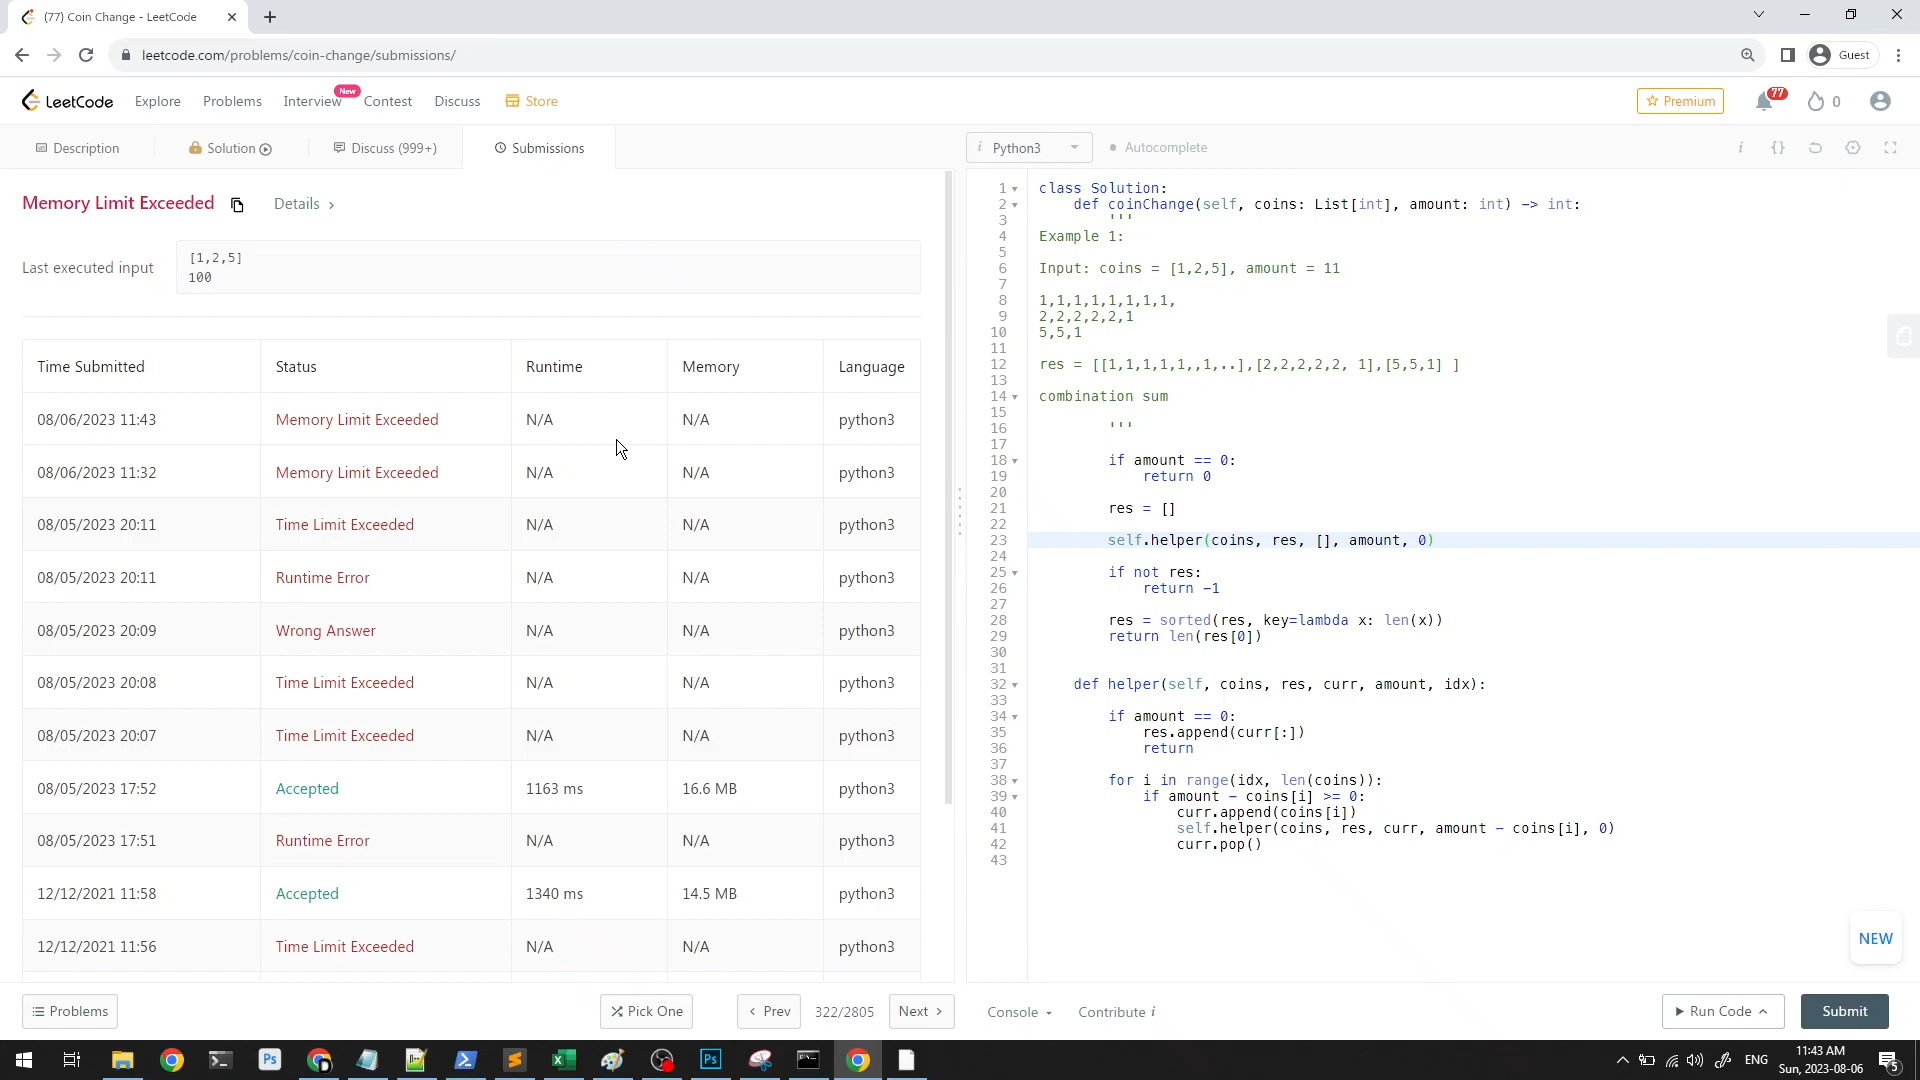 (77) Coin Change - LeetCode
leetcode.com/problems/coin-change/submissions/
Guest
LeetCode
Explore
Problems
Interview
New
Contest
Discuss
Store
Premium
77
0
Description
Solution
Discuss (999+)
Submissions
i Python3
Autocomplete
i
{}
Memory Limit Exceeded
Details ›
Last executed input
[1,2,5]
100
Time Submitted Status Runtime Memory Language
08/06/2023 11:43 Memory Limit Exceeded N/A N/A python3
08/06/2023 11:32 Memory Limit Exceeded N/A N/A python3
08/05/2023 20:11 Time Limit Exceeded N/A N/A python3
08/05/2023 20:11 Runtime Error N/A N/A python3
08/05/2023 20:09 Wrong Answer N/A N/A python3
08/05/2023 20:08 Time Limit Exceeded N/A N/A python3
08/05/2023 20:07 Time Limit Exceeded N/A N/A python3
08/05/2023 17:52 Accepted 1163 ms 16.6 MB python3
08/05/2023 17:51 Runtime Error N/A N/A python3
12/12/2021 11:58 Accepted 1340 ms 14.5 MB python3
12/12/2021 11:56 Time Limit Exceeded N/A N/A python3
1 class Solution:
2 def coinChange(self, coins: List[int], amount: int) -> int:
3 '''
4 Example 1:
5
6 Input: coins = [1,2,5], amount = 11
7
8 1,1,1,1,1,1,1,1,
9 2,2,2,2,2,1
10 5,5,1
11
12 res = [[1,1,1,1,1,,1,..],[2,2,2,2,2, 1],[5,5,1] ]
13
14 combination sum
15
16 '''
17
18 if amount == 0:
19 return 0
20
21 res = []
22
23 self.helper(coins, res, [], amount, 0)
24
25 if not res:
26 return -1
27
28 res = sorted(res, key=lambda x: len(x))
29 return len(res[0])
30
31
32 def helper(self, coins, res, curr, amount, idx):
33
34 if amount == 0:
35 res.append(curr[:])
36 return
37
38 for i in range(idx, len(coins)):
39 if amount - coins[i] >= 0:
40 curr.append(coins[i])
41 self.helper(coins, res, curr, amount - coins[i], 0)
42 curr.pop()
43
NEW
Problems
Pick One
‹ Prev
322/2805
Next ›
Console
Contribute i
Run Code
Submit
Ps
Ps
ENG
11:43 AM
Sun, 2023-08-06
5